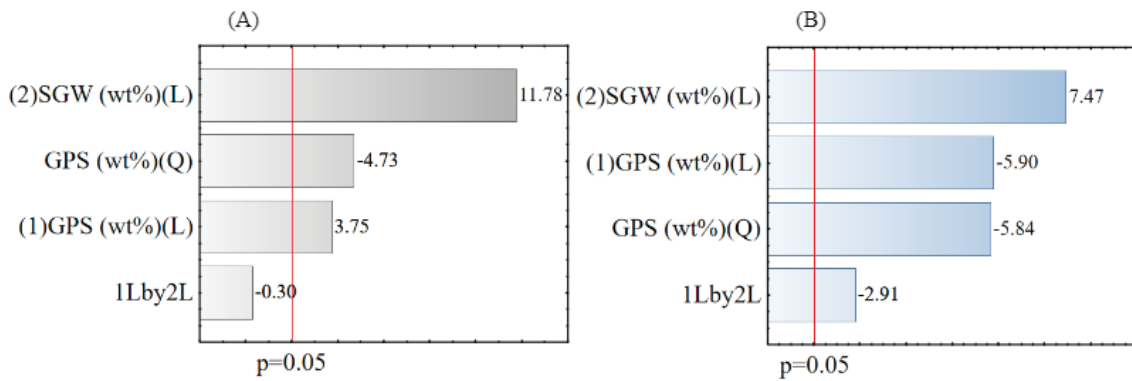 (A)
(2)SGW (wt%)(L)
11.78
GPS (wt%)(Q)
-4.73
(1)GPS (wt%)(L)
3.75
1Lby2L
-0.30
p=0.05
(B)
(2)SGW (wt%)(L)
7.47
(1)GPS (wt%)(L)
-5.90
GPS (wt%)(Q)
-5.84
1Lby2L
-2.91
p=0.05